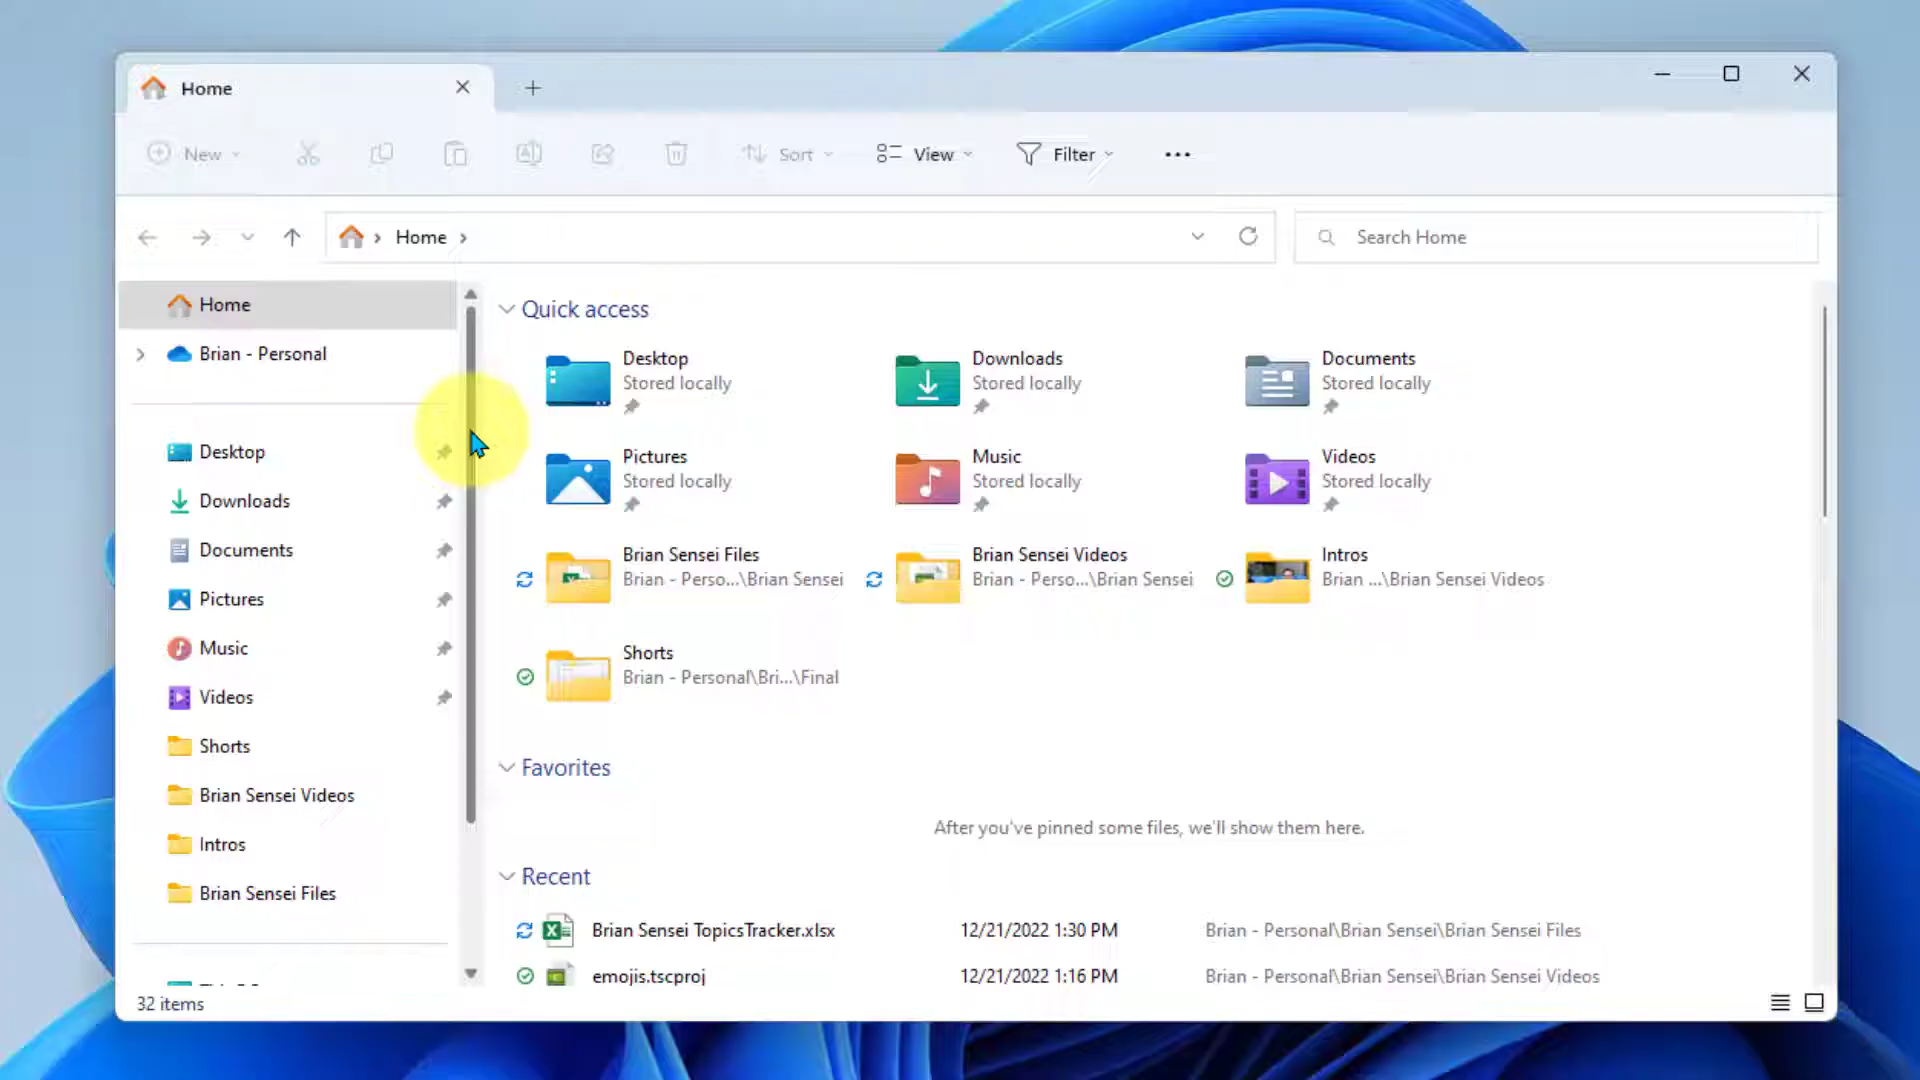 Home
New
Sort
View
Filter
Home
Search Home
Home
Brian - Personal
Desktop
Downloads
Documents
Pictures
Music
Videos
Shorts
Brian Sensei Videos
Intros
Brian Sensei Files
Quick access
Desktop
Stored locally
Downloads
Stored locally
Documents
Stored locally
Pictures
Stored locally
Music
Stored locally
Videos
Stored locally
Brian Sensei Files
Brian - Perso...\Brian Sensei
Brian Sensei Videos
Brian - Perso...\Brian Sensei
Intros
Brian ...\Brian Sensei Videos
Shorts
Brian - Personal\Bri...\Final
Favorites
After you've pinned some files, we'll show them here.
Recent
Brian Sensei TopicsTracker.xlsx 12/21/2022 1:30 PM Brian - Personal\Brian Sensei\Brian Sensei Files
emojis.tscproj 12/21/2022 1:16 PM Brian - Personal\Brian Sensei\Brian Sensei Videos
32 items